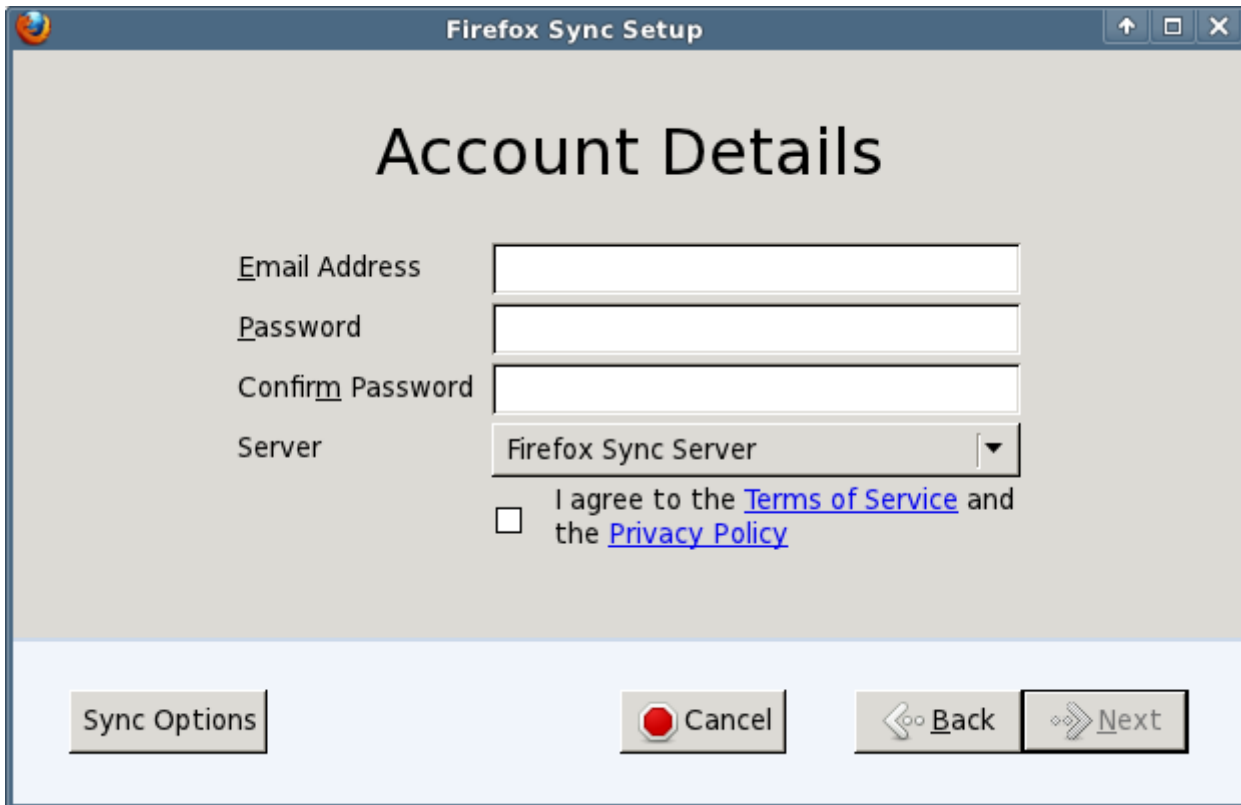 Firefox Sync Setup
Account Details
Email Address
Password
Confirm Password
Server
Firefox Sync Server
I agree to the Terms of Service and
the Privacy Policy
Sync Options
Cancel
Back
Next